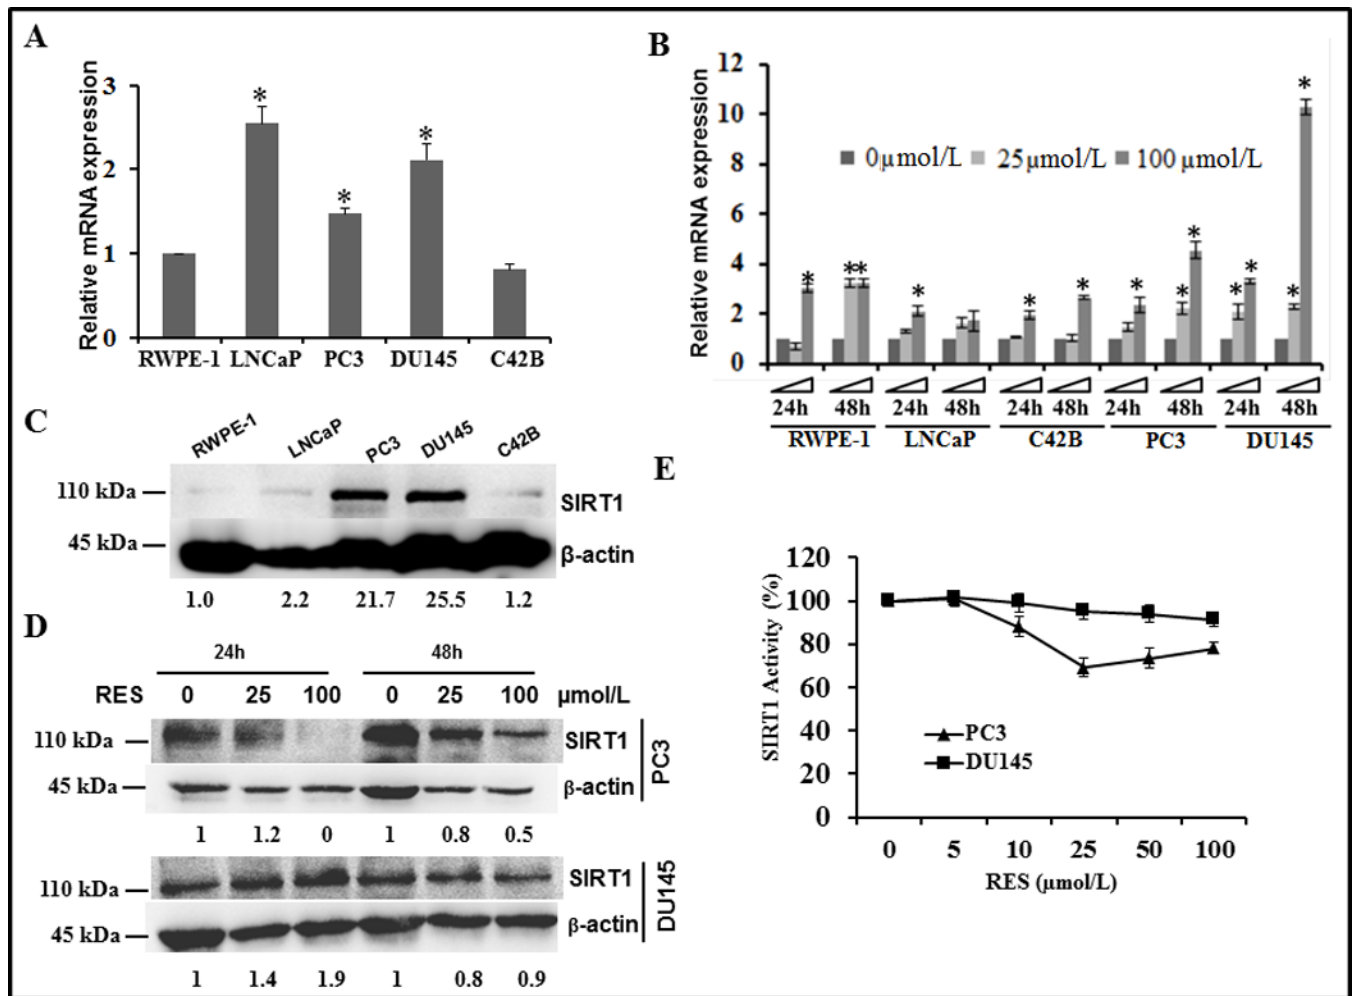 A
Relative mRNA expression
3
2
1
0
* * *
RWPE-1 LNCaP PC3 DU145 C42B
B
Relative mRNA expression
12
10
8
6
4
2
0
0µmol/L 25µmol/L 100 µmol/L
* ** * * * * * * * * * *
24h 48h 24h 48h 24h 48h 24h 48h 24h 48h
RWPE-1 LNCaP C42B PC3 DU145
C
RWPE-1 LNCaP PC3 DU145 C42B
110 kDa SIRT1
45 kDa β-actin
1.0 2.2 21.7 25.5 1.2
D
24h 48h
RES 0 25 100 0 25 100 µmol/L
110 kDa SIRT1
45 kDa β-actin
PC3
1 1.2 0 1 0.8 0.5
110 kDa SIRT1
45 kDa β-actin
DU145
1 1.4 1.9 1 0.8 0.9
E
SIRT1 Activity (%)
120
100
80
60
40
20
0
PC3
DU145
0 5 10 25 50 100
RES (µmol/L)